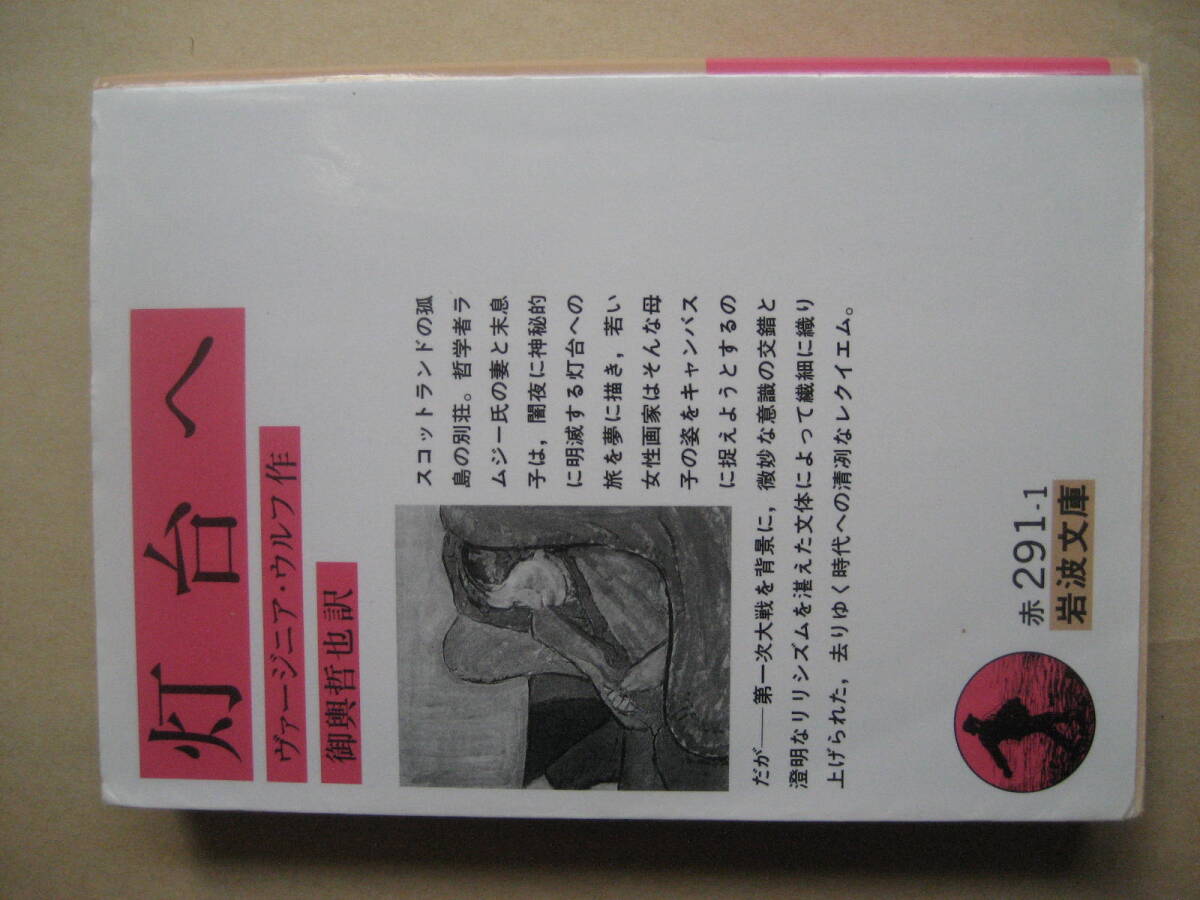 灯台へ
ヴァージニア・ウルフ作
御輿哲也訳
スコットランドの孤
島の別荘。哲学者ラ
ムジー氏の妻と末息
子は，闇夜に神秘的
に明滅する灯台への
旅を夢に描き，若い
女性画家はそんな母
子の姿をキャンバス
に捉えようとするの
だが――第一次大戦を背景に，微妙な意識の交錯と
澄明なリリシズムを湛えた文体によって繊細に織り
上げられた，去りゆく時代への清冽なレクイエム。
赤 291-1
岩波文庫